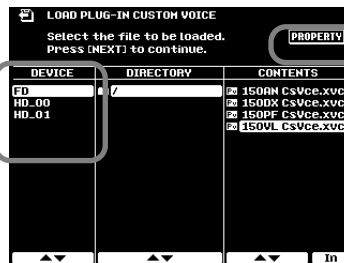 LOAD PLUG-IN CUSTOM VOICE
Select the file to be loaded.
Press [NEXT] to continue.
PROPERTY
DEVICE DIRECTORY CONTENTS
FD / 150AN CsVce.xvc
HD_00 150DX CsVce.xvc
HD_01 150PF CsVce.xvc
150VL CsVce.xvc
In